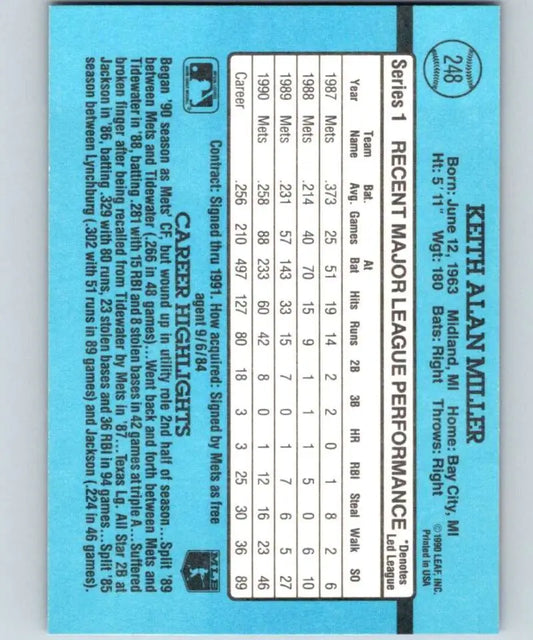 248
KEITH ALAN MILLER
Born: June 12, 1963 Midland, MI Home: Bay City, MI
Ht: 5' 11" Wgt: 180 Bats: Right Throws: Right
©1990 LEAF, INC.
Printed in USA
Series 1 RECENT MAJOR LEAGUE PERFORMANCE *Denotes Led League
Year Team Name Bat. Avg. Games At Bat Hits Runs 2B 3B HR RBI Steal Walk SO
1987 Mets .373 25 51 19 14 2 2 0 1 8 2 6
1988 Mets .214 40 70 15 9 1 1 1 5 0 6 10
1989 Mets .231 57 143 33 15 7 0 1 7 6 5 27
1990 Mets .258 88 233 60 42 8 0 1 12 16 23 46
Career .256 210 497 127 80 18 3 3 25 30 36 89
Contract: Signed thru 1991. How acquired: Signed by Mets as free
agent 9/6/84
MLB
CAREER HIGHLIGHTS
Began '90 season as Mets' CF, but wound up in utility role 2nd half of season...Split '89
between Mets and Tidewater (.266 in 48 games)...Went back and forth between Mets and
Tidewater in '88, batting .281 with 15 RBI and 8 stolen bases in 42 games at triple A....Suffered
broken finger after being recalled from Tidewater by Mets in '87...Texas Lg. All Star 2B at
Jackson in '86, batting .329 with 80 runs, 23 stolen bases and 36 RBI in 94 games...Split '85
season between Lynchburg (.302 with 51 runs in 89 games) and Jackson (.224 in 46 games).